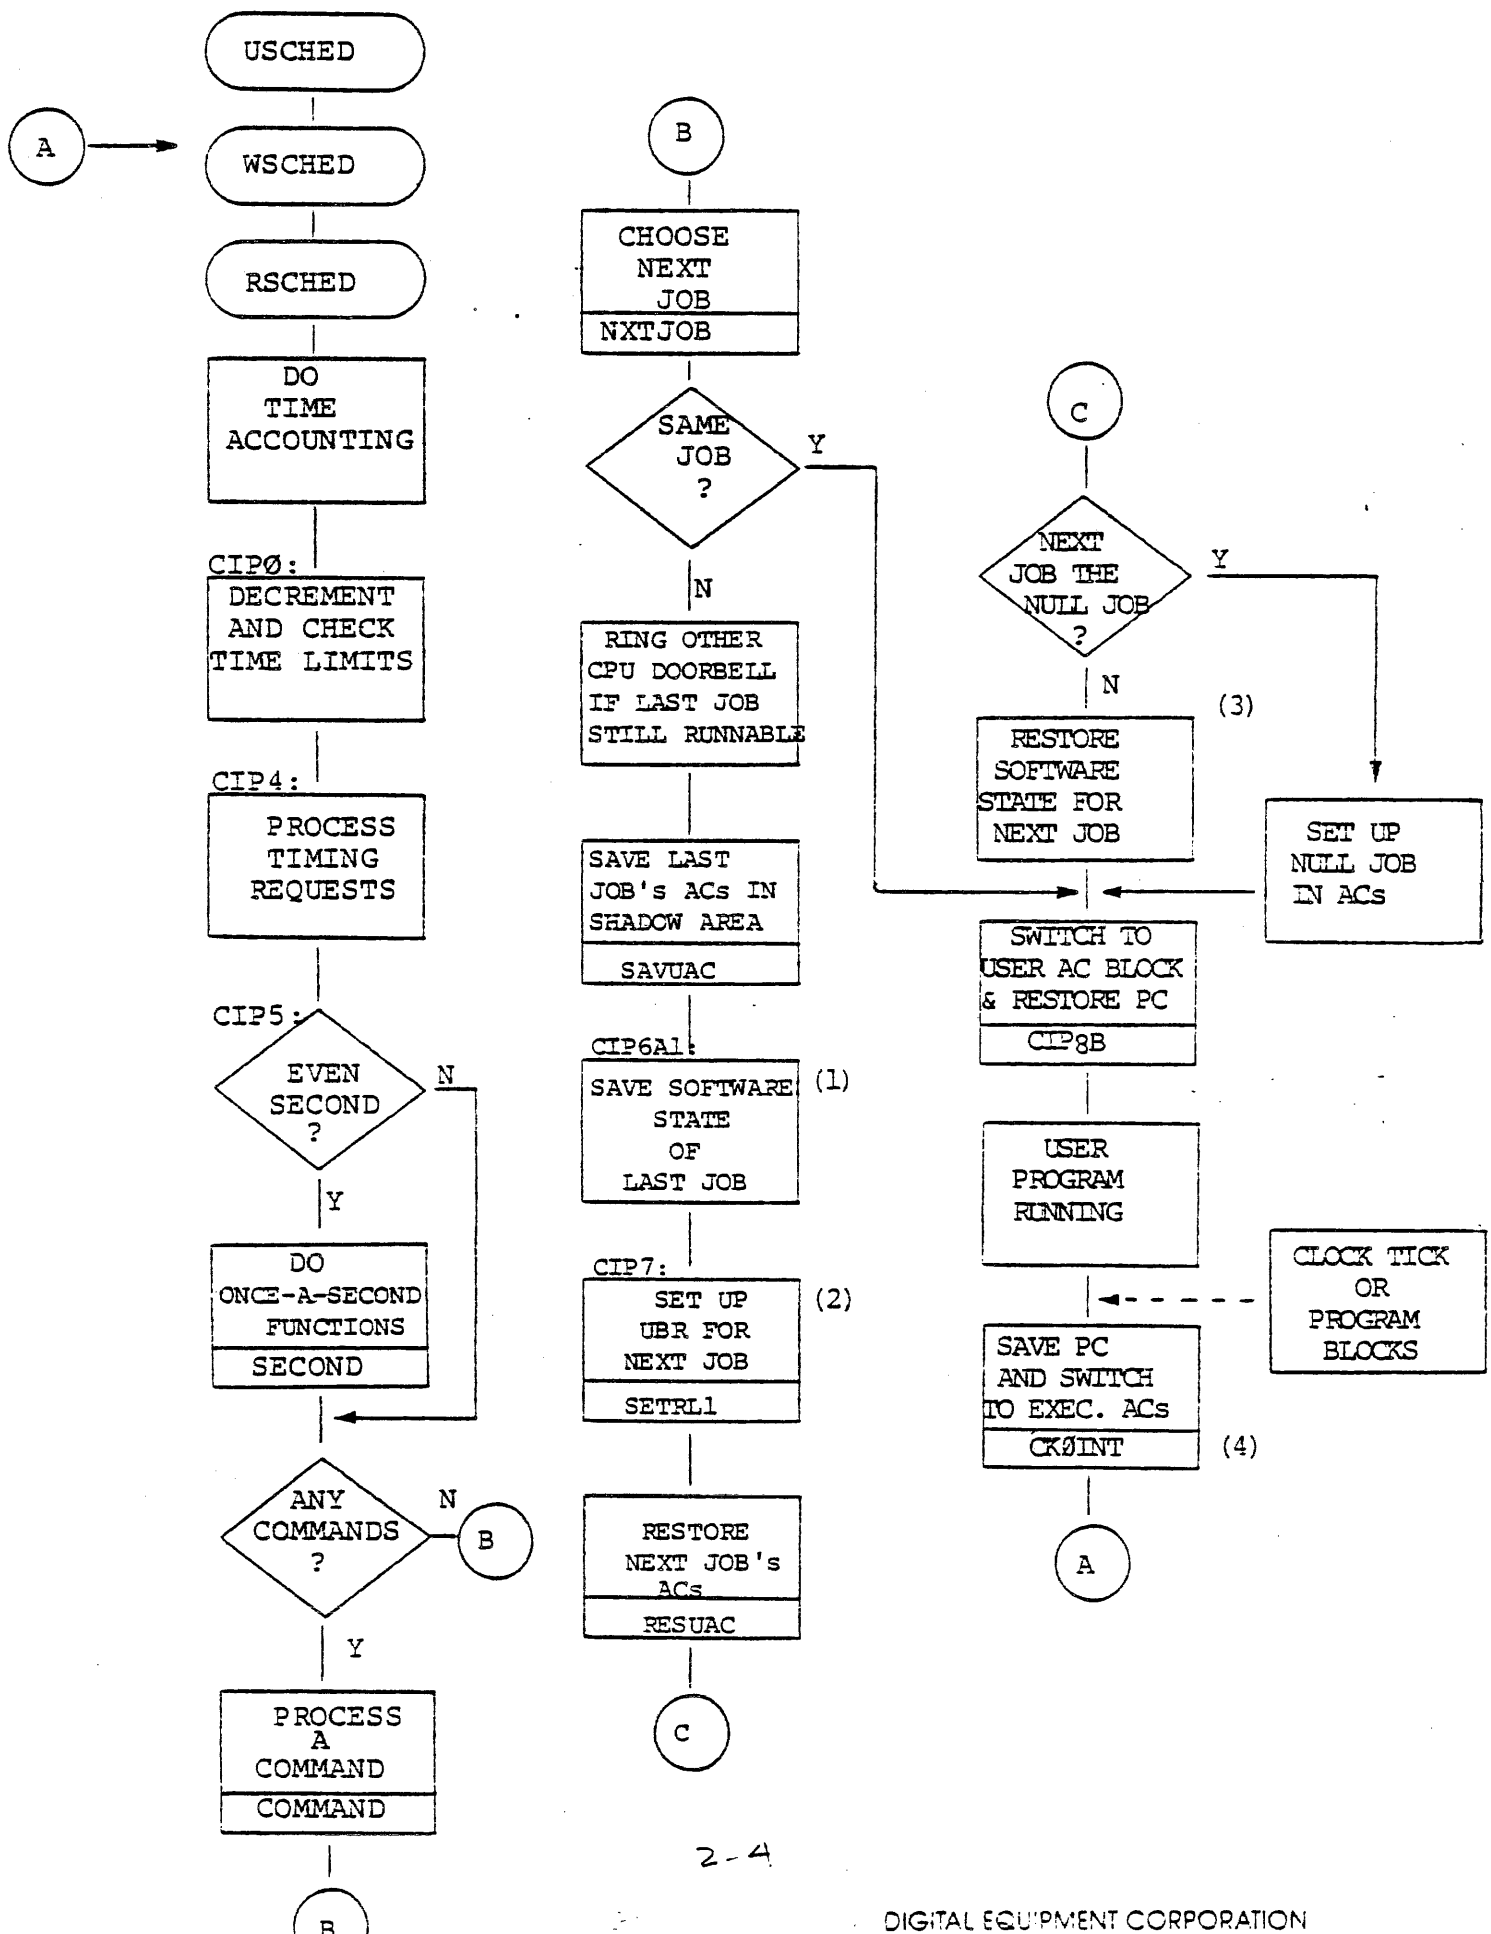 USCHED
A
WSCHED
RSCHED
DO
TIME
ACCOUNTING
CIPØ:
DECREMENT
AND CHECK
TIME LIMITS
CIP4:
PROCESS
TIMING
REQUESTS
CIP5:
EVEN
SECOND
?
N
Y
DO
ONCE-A-SECOND
FUNCTIONS
SECOND
ANY
COMMANDS
?
N
B
Y
PROCESS
A
COMMAND
COMMAND
B
B
CHOOSE
NEXT
JOB
NXTJOB
SAME
JOB
?
Y
N
RING OTHER
CPU DOORBELL
IF LAST JOB
STILL RUNNABLE
SAVE LAST
JOB's ACs IN
SHADOW AREA
SAVUAC
CIP6A1:
SAVE SOFTWARE
STATE
OF
LAST JOB
(1)
CIP7:
SET UP
UBR FOR
NEXT JOB
SETRL1
(2)
RESTORE
NEXT JOB's
ACs
RESUAC
C
C
NEXT
JOB THE
NULL JOB
?
Y
N
(3)
RESTORE
SOFTWARE
STATE FOR
NEXT JOB
SET UP
NULL JOB
IN ACs
SWITCH TO
USER AC BLOCK
& RESTORE PC
CIP8B
USER
PROGRAM
RUNNING
CLOCK TICK
OR
PROGRAM
BLOCKS
SAVE PC
AND SWITCH
TO EXEC. ACs
CKØINT
(4)
A
2-4
DIGITAL EQUIPMENT CORPORATION